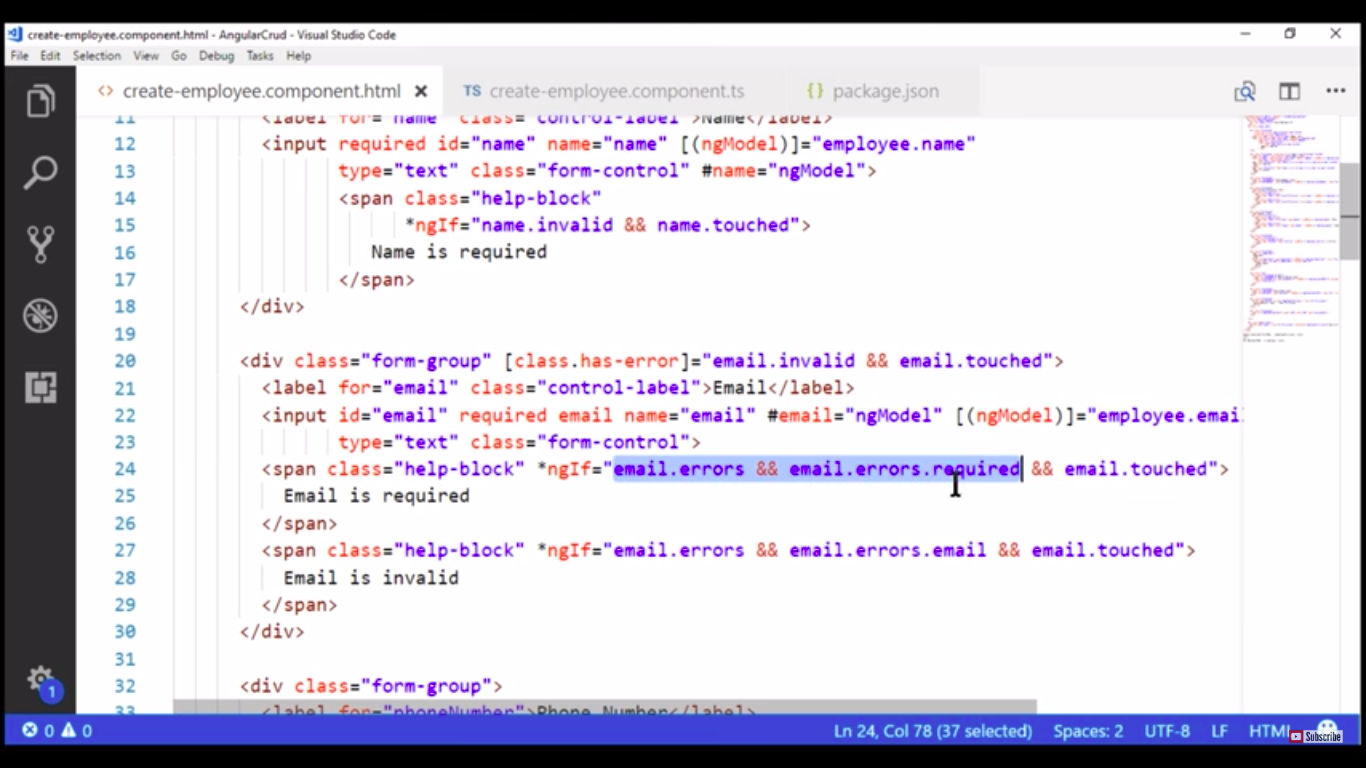 create-employee.component.html - AngularCrud - Visual Studio Code
File Edit Selection View Go Debug Tasks Help
<> create-employee.component.html × TS create-employee.component.ts {} package.json
11 <label for="name" class="control-label">Name</label>
12 <input required id="name" name="name" [(ngModel)]="employee.name"
13 type="text" class="form-control" #name="ngModel">
14 <span class="help-block"
15 *ngIf="name.invalid && name.touched">
16 Name is required
17 </span>
18 </div>
19
20 <div class="form-group" [class.has-error]="email.invalid && email.touched">
21 <label for="email" class="control-label">Email</label>
22 <input id="email" required email name="email" #email="ngModel" [(ngModel)]="employee.email
23 type="text" class="form-control">
24 <span class="help-block" *ngIf="email.errors && email.errors.required && email.touched">
25 Email is required
26 </span>
27 <span class="help-block" *ngIf="email.errors && email.errors.email && email.touched">
28 Email is invalid
29 </span>
30 </div>
31
32 <div class="form-group">
33 <label for="phoneNumber">Phone Number</label>
1
0 0 Ln 24, Col 78 (37 selected) Spaces: 2 UTF-8 LF HTML
Subscribe